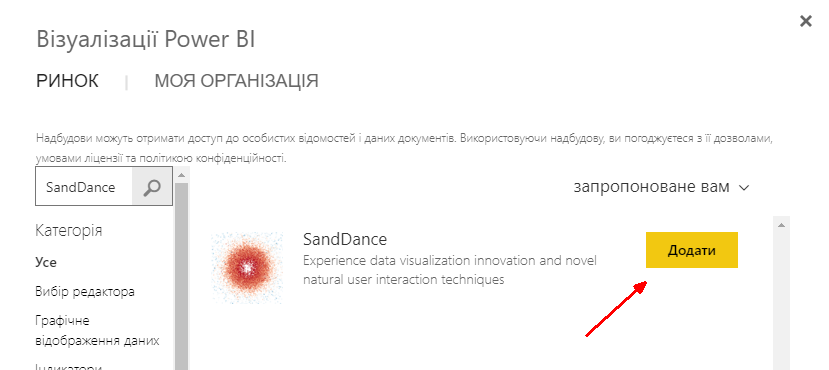 Візуалізації Power BI
РИНОК | МОЯ ОРГАНІЗАЦІЯ
Надбудови можуть отримати доступ до особистих відомостей і даних документів. Використовуючи надбудову, ви погоджуєтеся з її дозволами,
умовами ліцензії та політикою конфіденційності.
SandDance
запропоноване вам
Категорія
Усе
Вибір редактора
Графічне
відображення даних
Індикатори
SandDance
Experience data visualization innovation and novel
natural user interaction techniques
Додати